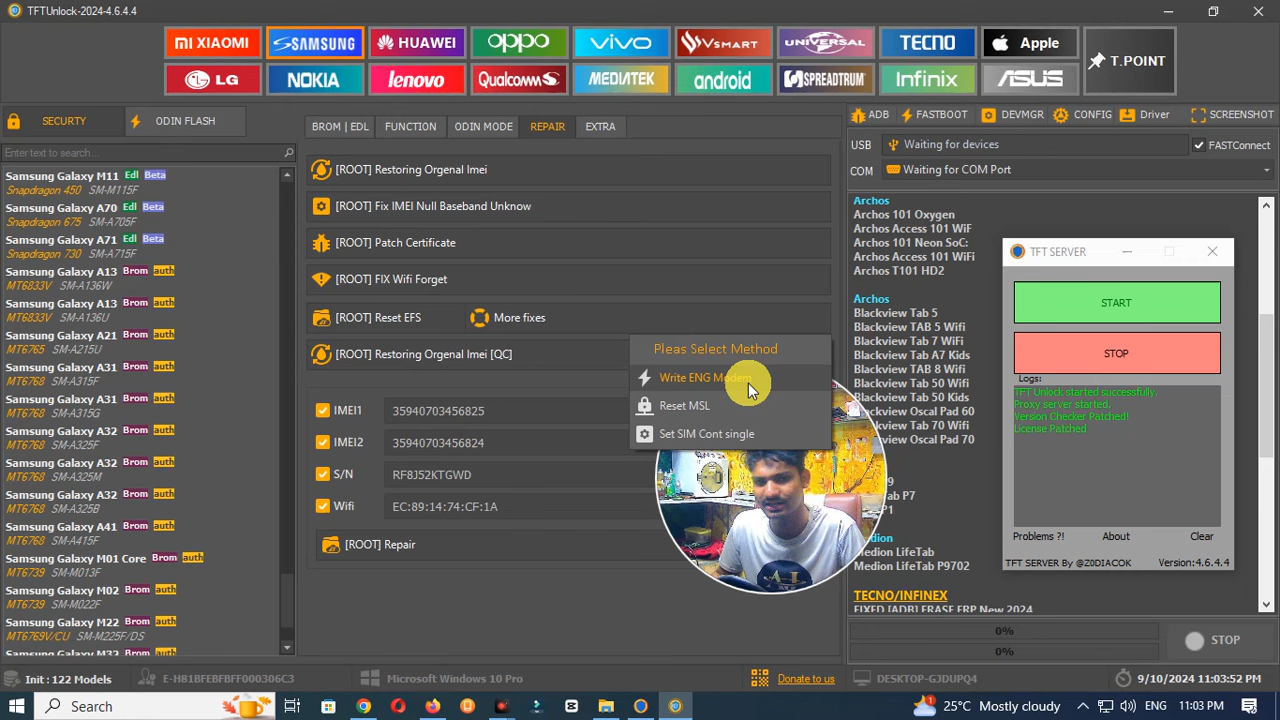 TFTUnlock-2024-4.6.4.4
MI XIAOMI
SAMSUNG
HUAWEI
OPPO
VIVO
VSMART
UNIVERSAL
TECNO
Apple
T.POINT
LG
NOKIA
lenovo
Qualcomm
MEDIATEK
android
SPREADTRUM
Infinix
ASUS
SECURTY
ODIN FLASH
Enter text to search...
Samsung Galaxy M11 Edl Beta
Snapdragon 450 SM-M115F
Samsung Galaxy A70 Edl Beta
Snapdragon 675 SM-A705F
Samsung Galaxy A71 Edl Beta
Snapdragon 730 SM-A715F
Samsung Galaxy A13 Brom auth
MT6833V SM-A136W
Samsung Galaxy A13 Brom auth
MT6833V SM-A136U
Samsung Galaxy A21 Brom auth
MT6765 SM-A215U
Samsung Galaxy A31 Brom auth
MT6768 SM-A315F
Samsung Galaxy A31 Brom auth
MT6768 SM-A315G
Samsung Galaxy A32 Brom auth
MT6768 SM-A325F
Samsung Galaxy A32 Brom auth
MT6768 SM-A325M
Samsung Galaxy A32 Brom auth
MT6768 SM-A325B
Samsung Galaxy A41 Brom auth
MT6768 SM-A415F
Samsung Galaxy M01 Core Brom auth
MT6739 SM-M013F
Samsung Galaxy M02 Brom auth
MT6739 SM-M022F
Samsung Galaxy M22 Brom auth
MT6769V/CU SM-M225F/DS
Samsung Galaxy M32 Brom auth
BROM | EDL
FUNCTION
ODIN MODE
REPAIR
EXTRA
[ROOT] Restoring Orgenal Imei
[ROOT] Fix IMEI Null Baseband Unknow
[ROOT] Patch Certificate
[ROOT] FIX Wifi Forget
[ROOT] Reset EFS
More fixes
[ROOT] Restoring Orgenal Imei [QC]
Pleas Select Method
Write ENG Modem
Reset MSL
Set SIM Cont single
IMEI1 35940703456825
IMEI2 35940703456824
S/N RF8J52KTGWD
Wifi EC:89:14:74:CF:1A
[ROOT] Repair
ADB
FASTBOOT
DEVMGR
CONFIG
Driver
SCREENSHOT
USB Waiting for devices
FASTConnect
COM Waiting for COM Port
Archos
Archos 101 Oxygen
Archos Access 101 WiF
Archos 101 Neon SoC:
Archos Access 101 WiFi
Archos T101 HD2
Archos
Blackview Tab 5
Blackview TAB 5 Wifi
Blackview Tab 7 Wifi
Blackview Tab A7 Kids
Blackview TAB 8 Wifi
Blackview Tab 50 Wifi
Blackview Tab 50 Wifi
Blackview Oscal Pad 60
Blackview Tab 50 Wifi
Oscal Tab 70
Medion LifeTab
Medion LifeTab P9702
TECNO/INFINEX
FIXED [ADB] ERASE FRP New 2024
TFT SERVER
START
STOP
Logs:
TFT Unlock started successfully.
Proxy server started.
Version Checker Patched!
License Patched
Problems ?!
About
Clear
TFT SERVER By @Z0DIACOK
Version:4.6.4.4
0%
0%
STOP
Init : 122 Models
E-H81BFEBFBFF000306C3
Microsoft Windows 10 Pro
Donate to us
DESKTOP-GJDUPQ4
9/10/2024 11:03:52 PM
Search
25°C Mostly cloudy
11:03 PM